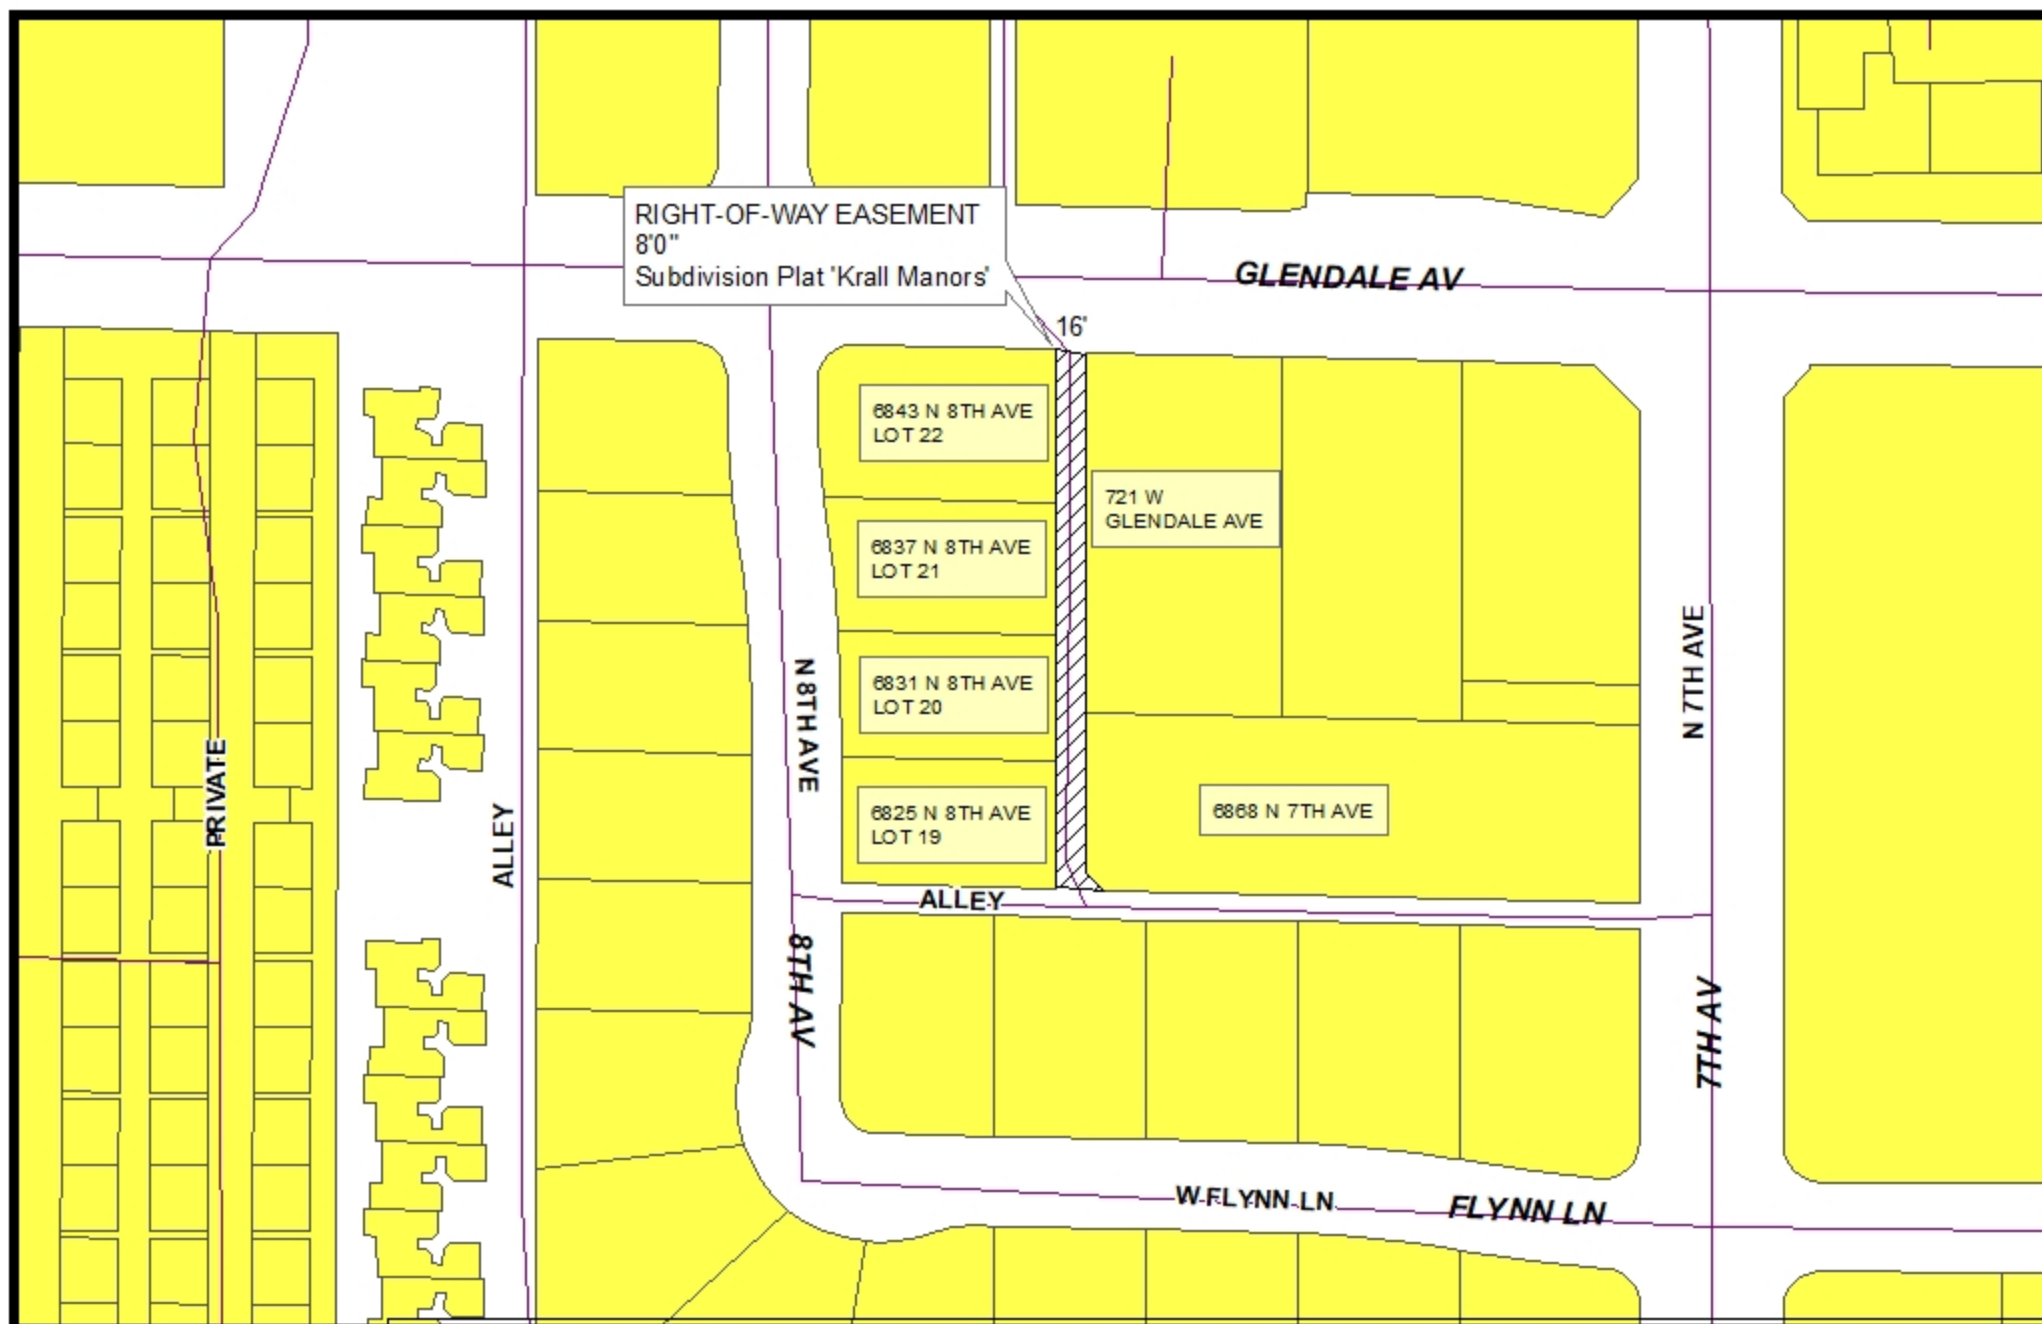 RIGHT-OF-WAY EASEMENT
8'0"
Subdivision Plat 'Krall Manors'
GLENDALE AV
16'
6843 N 8TH AVE
LOT 22
721 W
GLENDALE AVE
6837 N 8TH AVE
LOT 21
6831 N 8TH AVE
LOT 20
6825 N 8TH AVE
LOT 19
6868 N 7TH AVE
N 8TH AVE
N 7TH AVE
PRIVATE
ALLEY
ALLEY
8TH AV
7TH AV
W FLYNN LN
FLYNN LN